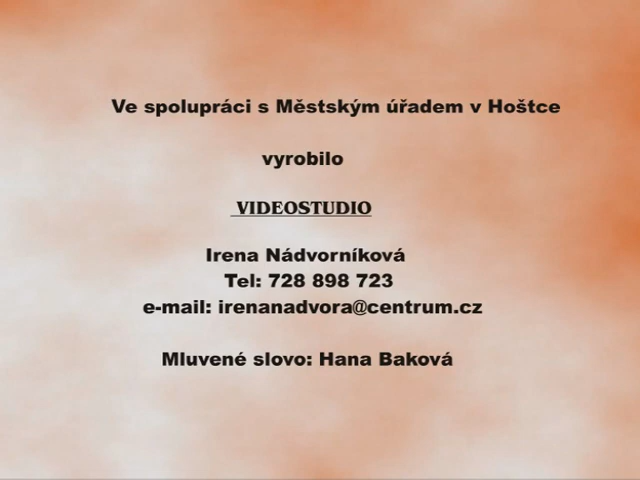 Ve spolupráci s Městským úřadem v Hoštce
vyrobilo
VIDEOSTUDIO
Irena Nádvorníková
Tel: 728 898 723
e-mail: irenanadvora@centrum.cz
Mluvené slovo: Hana Baková